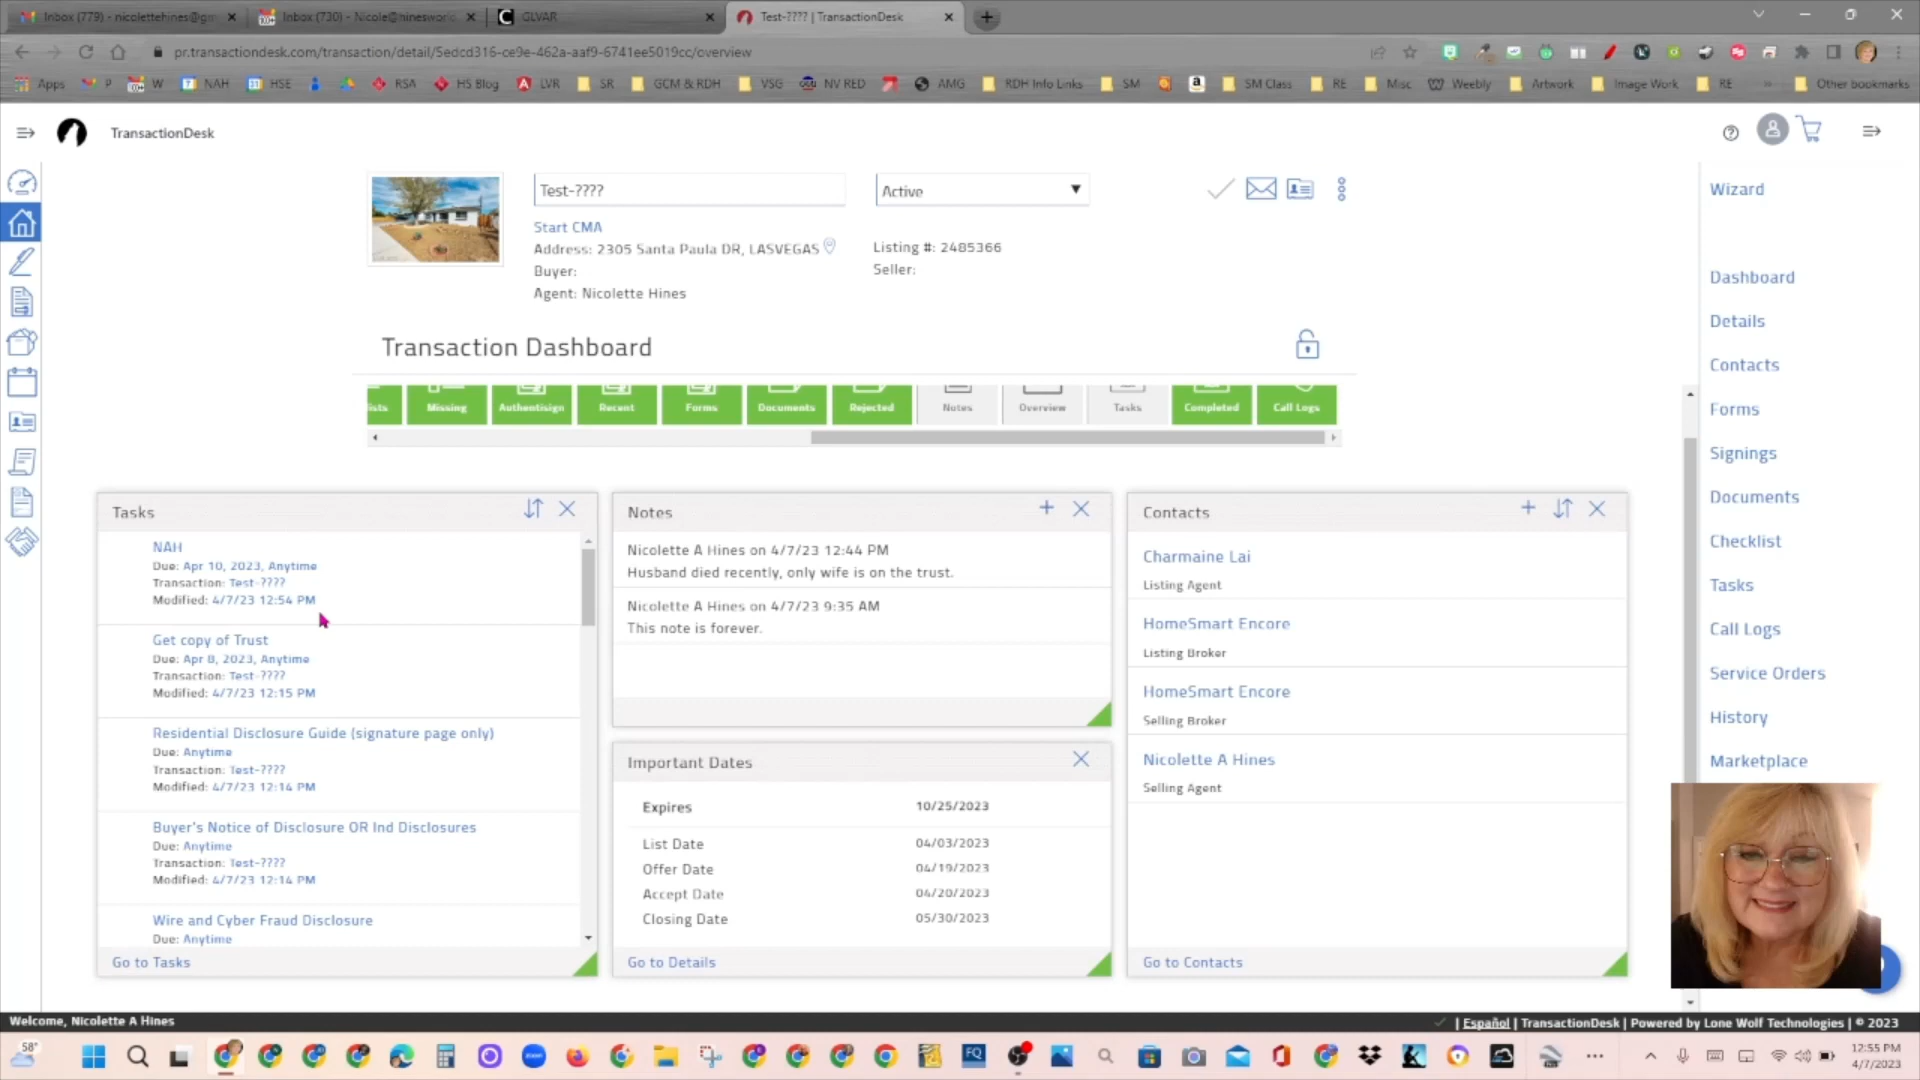 Inbox (779) - nicolettehines@gm
Inbox (730) - Nicole@hinesworld
GLVAR
Test-???? | TransactionDesk
pr.transactiondesk.com/transaction/detail/5edcd316-ce9e-462a-aaf9-6741ee5019cc/overview
Apps P W NAH HSE RSA HS Blog LVR SR GCM & RDH VSG NV RED AMG RDH Info Links SM SM Class RE Misc Weebly Artwork Image Work RE » Other bookmarks
TransactionDesk
Test-????
Active
Wizard
Start CMA
Address: 2305 Santa Paula DR, LASVEGAS
Listing #: 2485366
Buyer:
Seller:
Agent: Nicolette Hines
Transaction Dashboard
ists Missing Authentisign Recent Forms Documents Rejected Notes Overview Tasks Completed Call Logs
Dashboard
Details
Contacts
Forms
Signings
Documents
Checklist
Tasks
Call Logs
Service Orders
History
Marketplace
Tasks
NAH
Due: Apr 10, 2023, Anytime
Transaction: Test-????
Modified: 4/7/23 12:54 PM
Get copy of Trust
Due: Apr 8, 2023, Anytime
Transaction: Test-????
Modified: 4/7/23 12:15 PM
Residential Disclosure Guide (signature page only)
Due: Anytime
Transaction: Test-????
Modified: 4/7/23 12:14 PM
Buyer's Notice of Disclosure OR Ind Disclosures
Due: Anytime
Transaction: Test-????
Modified: 4/7/23 12:14 PM
Wire and Cyber Fraud Disclosure
Due: Anytime
Go to Tasks
Notes
Nicolette A Hines on 4/7/23 12:44 PM
Husband died recently, only wife is on the trust.
Nicolette A Hines on 4/7/23 9:35 AM
This note is forever.
Important Dates
Expires 10/25/2023
List Date 04/03/2023
Offer Date 04/19/2023
Accept Date 04/20/2023
Closing Date 05/30/2023
Go to Details
Contacts
Charmaine Lai
Listing Agent
HomeSmart Encore
Listing Broker
HomeSmart Encore
Selling Broker
Nicolette A Hines
Selling Agent
Go to Contacts
Welcome, Nicolette A Hines
| Español | TransactionDesk | Powered by Lone Wolf Technologies | © 2023
58°
FQ
12:55 PM
4/7/2023